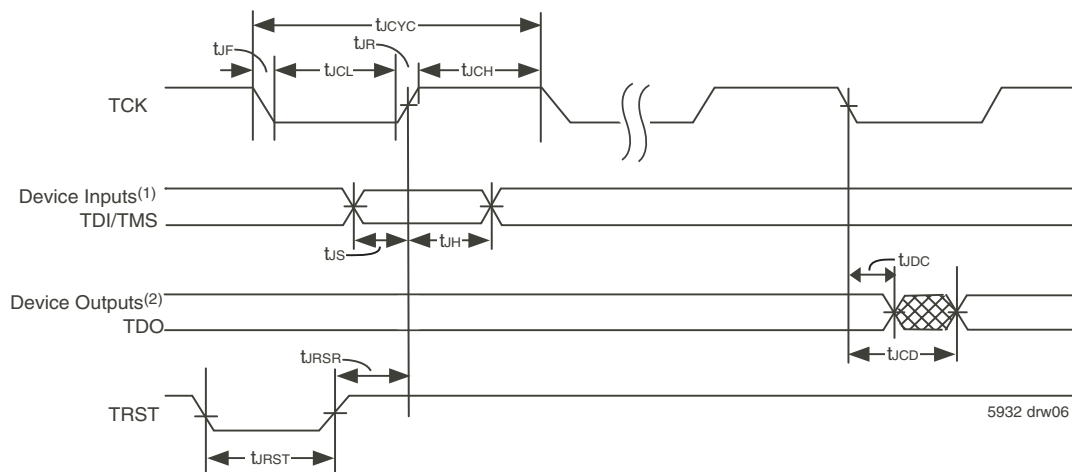 tJCYC
tJF
tJR
tJCL
tJCH
TCK
Device Inputs(1)
TDI/TMS
tJS
tJH
tJDC
Device Outputs(2)
TDO
tJRSR
tJCD
TRST
5932 drw06
tJRST